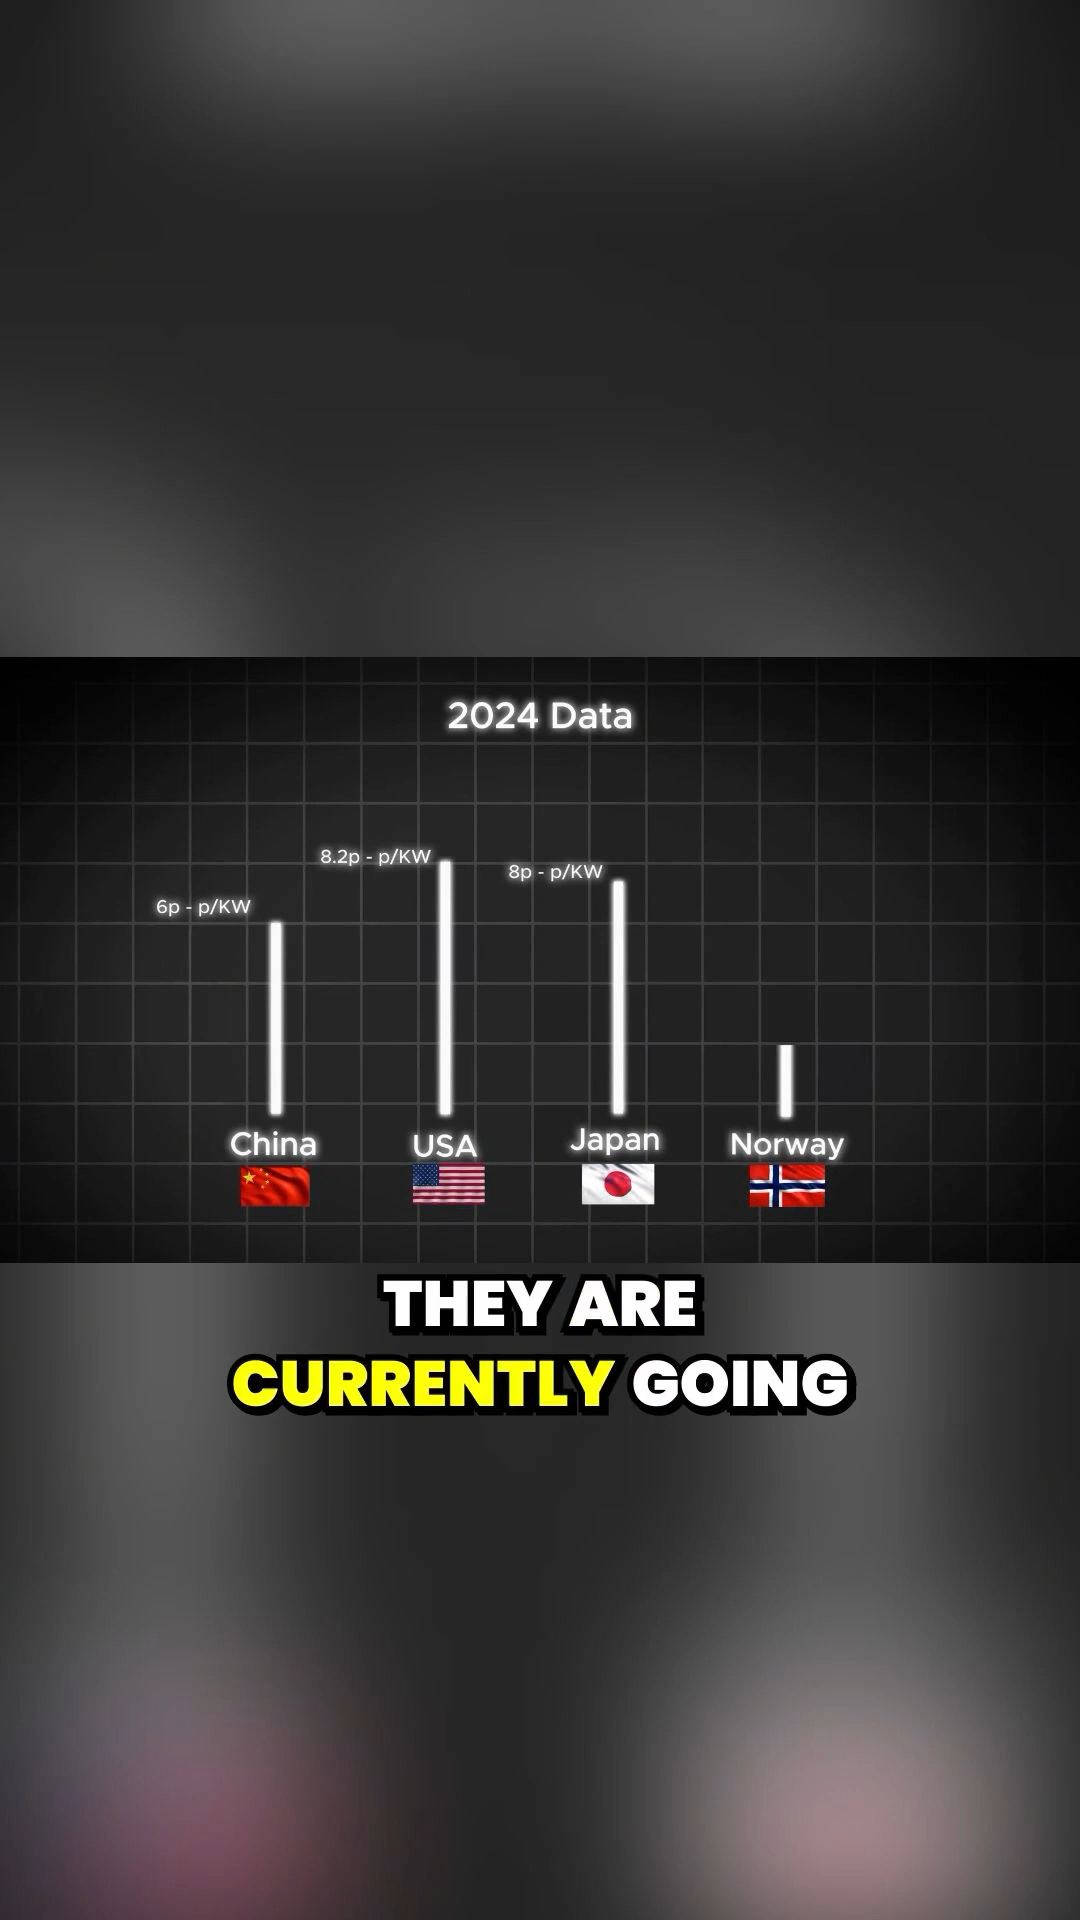 2024 Data
8.2p - p/KW
8p - p/KW
6p - p/KW
China
USA
Japan
Norway
THEY ARE
CURRENTLY GOING